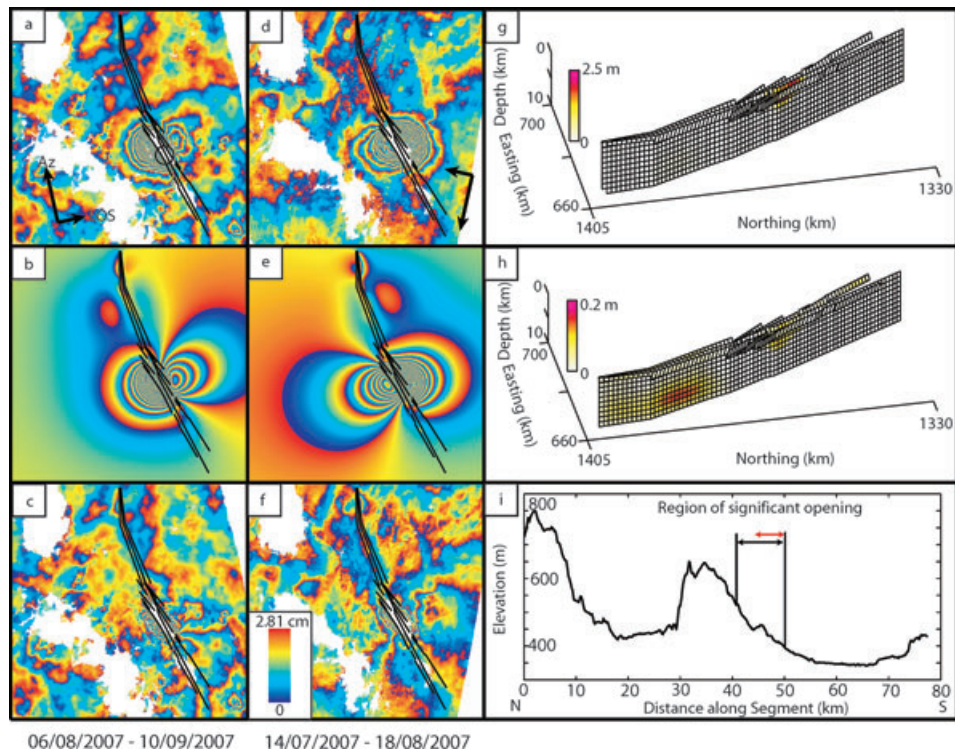 a
Az
LOS
b
c
06/08/2007 - 10/09/2007
d
e
f
2.81 cm
0
14/07/2007 - 18/08/2007
g
0
10
Depth (km)
2.5 m
0
700
Easting (km)
660
1405
Northing (km)
1330
h
0
10
Depth (km)
0.2 m
0
700
Easting (km)
660
1405
Northing (km)
1330
i
Region of significant opening
800
600
400
Elevation (m)
0 10 20 30 40 50 60 70 80
N Distance along Segment (km) S